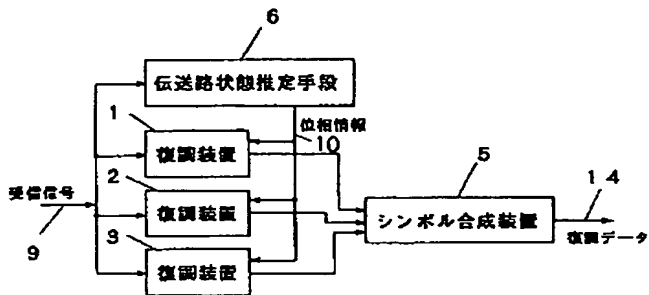 6
伝送路状態推定手段
1
位相情報
10
復調装置
5
14
2
受信信号
復調装置
シンボル合成装置
9
3
復調データ
復調装置